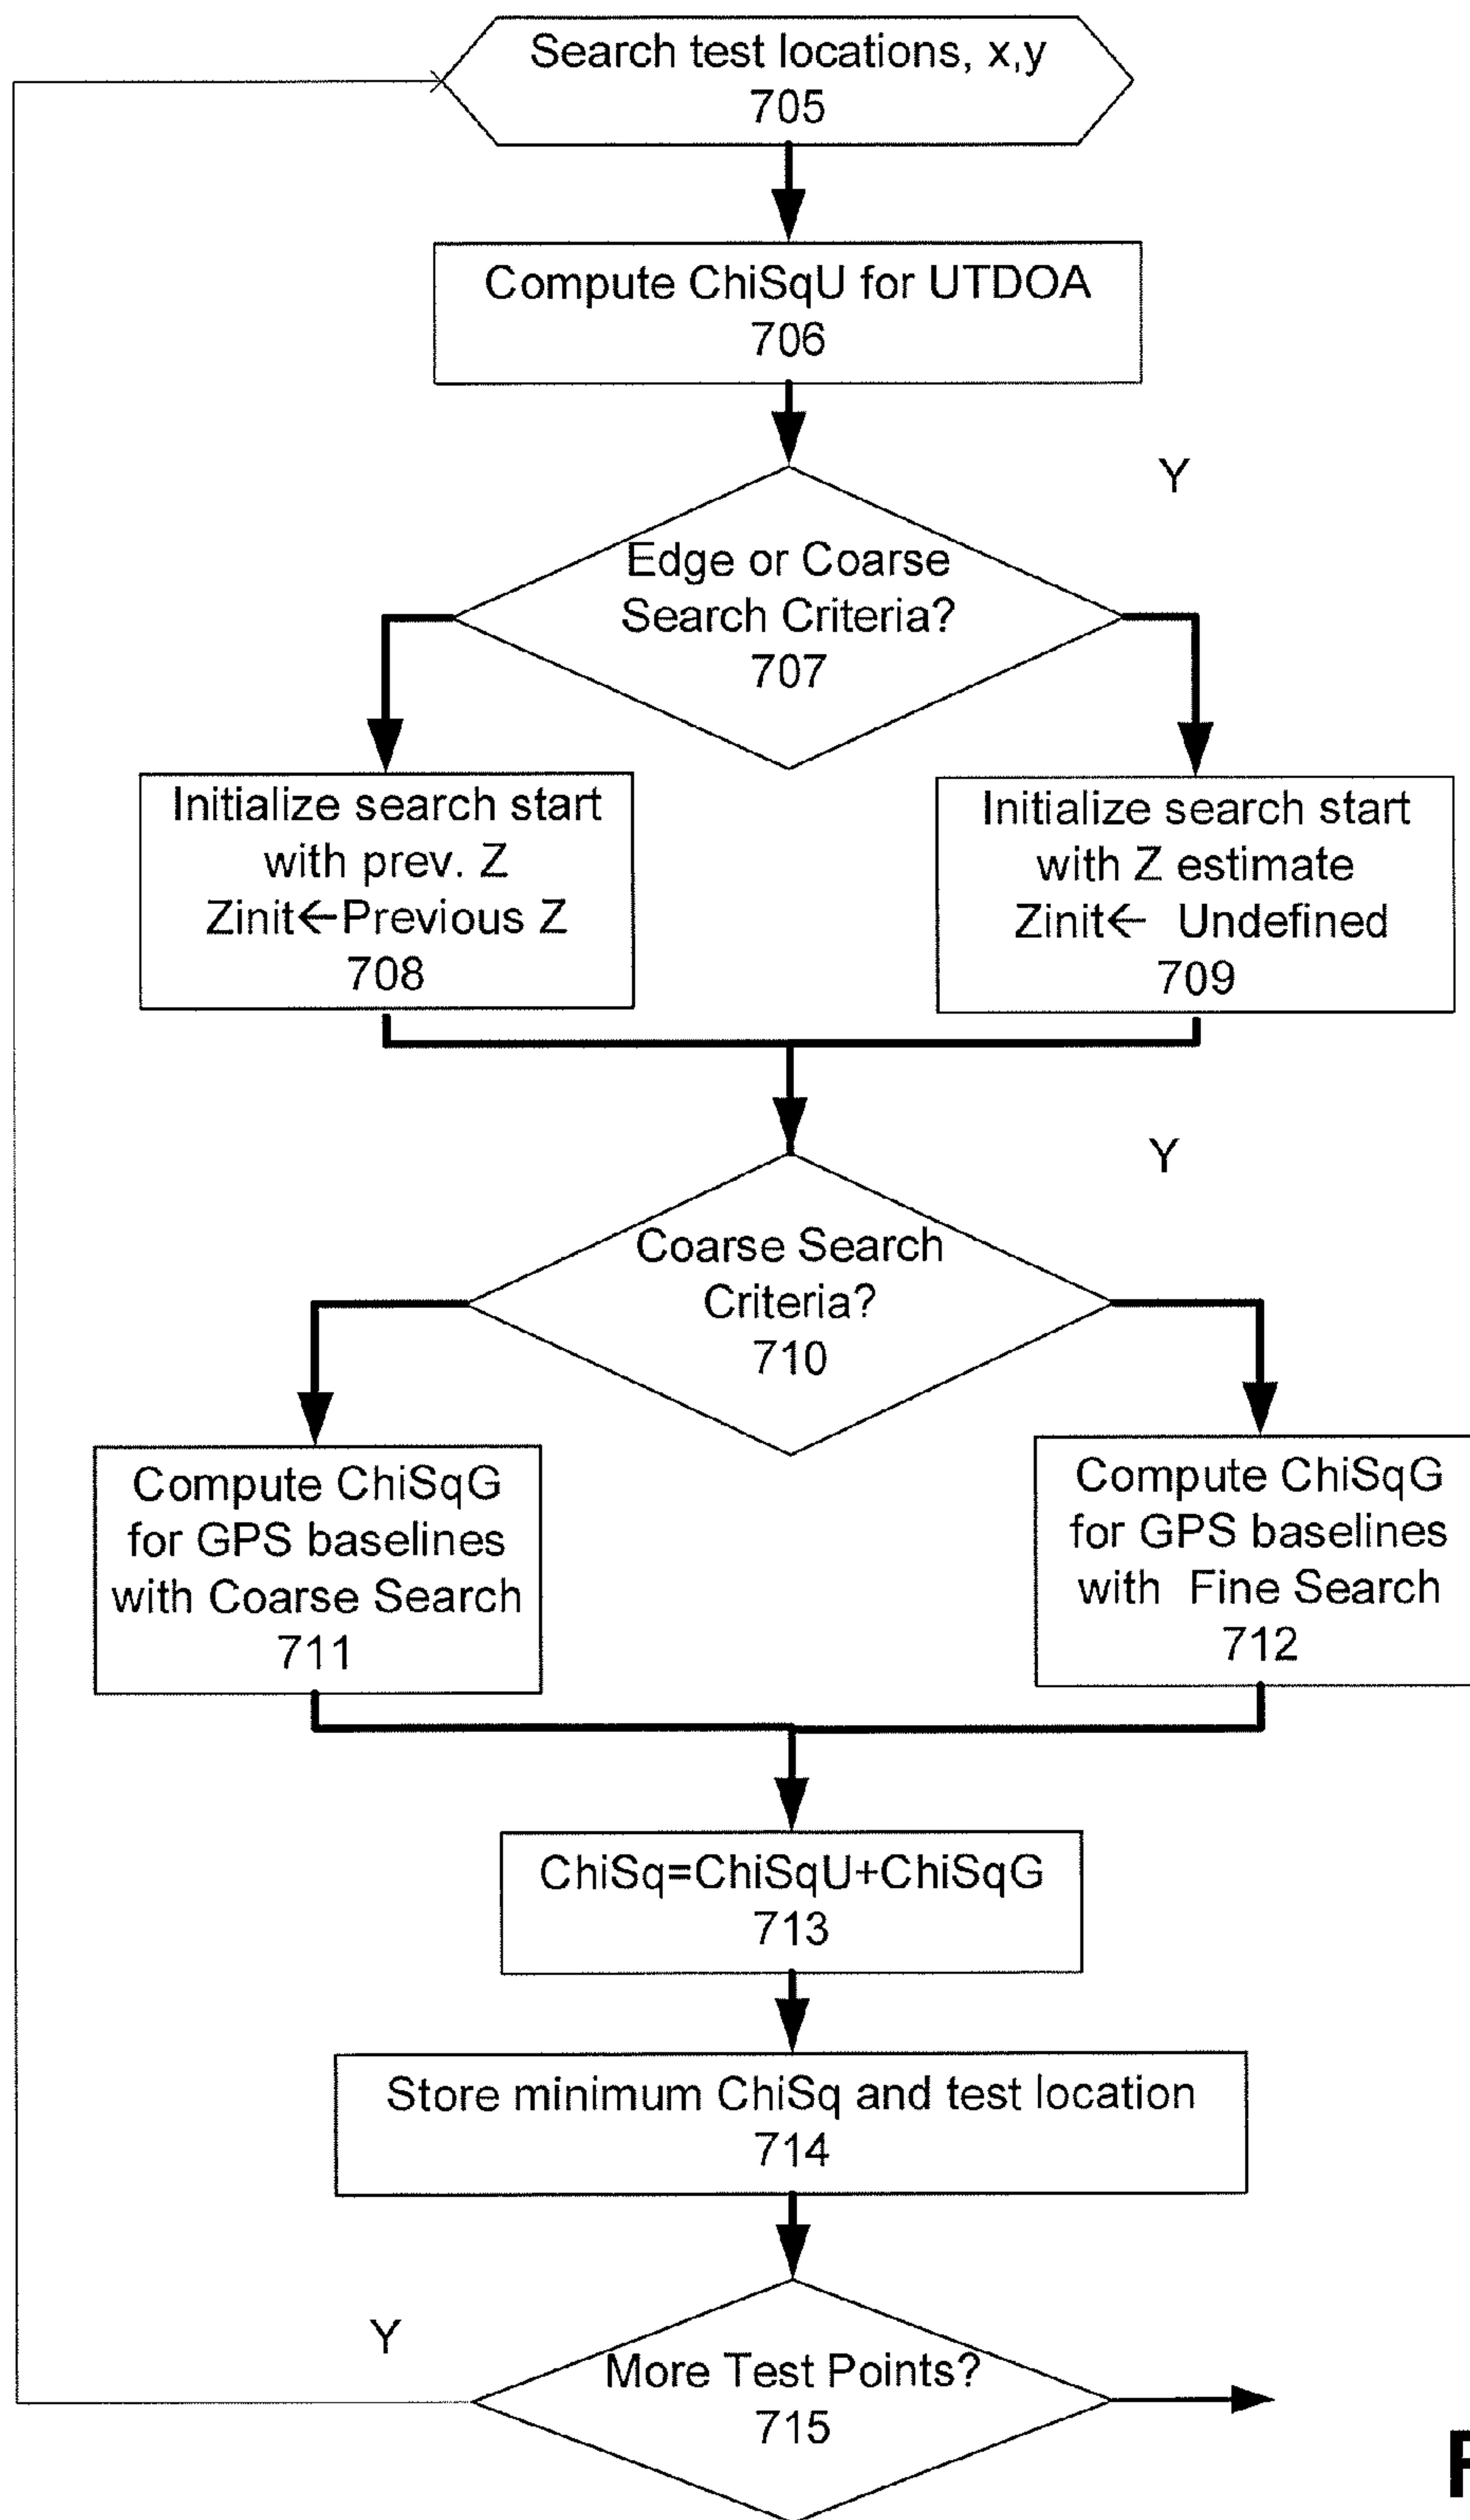 Search test locations, x,y
705
Compute ChiSqU for UTDOA
706
Y
Edge or Coarse
Search Criteria?
707
Initialize search start
with prev. Z
Zinit←Previous Z
708
Initialize search start
with Z estimate
Zinit← Undefined
709
Y
Coarse Search
Criteria?
710
Compute ChiSqG
for GPS baselines
with Coarse Search
711
Compute ChiSqG
for GPS baselines
with Fine Search
712
ChiSq=ChiSqU+ChiSqG
713
Store minimum ChiSq and test location
714
Y
More Test Points?
715